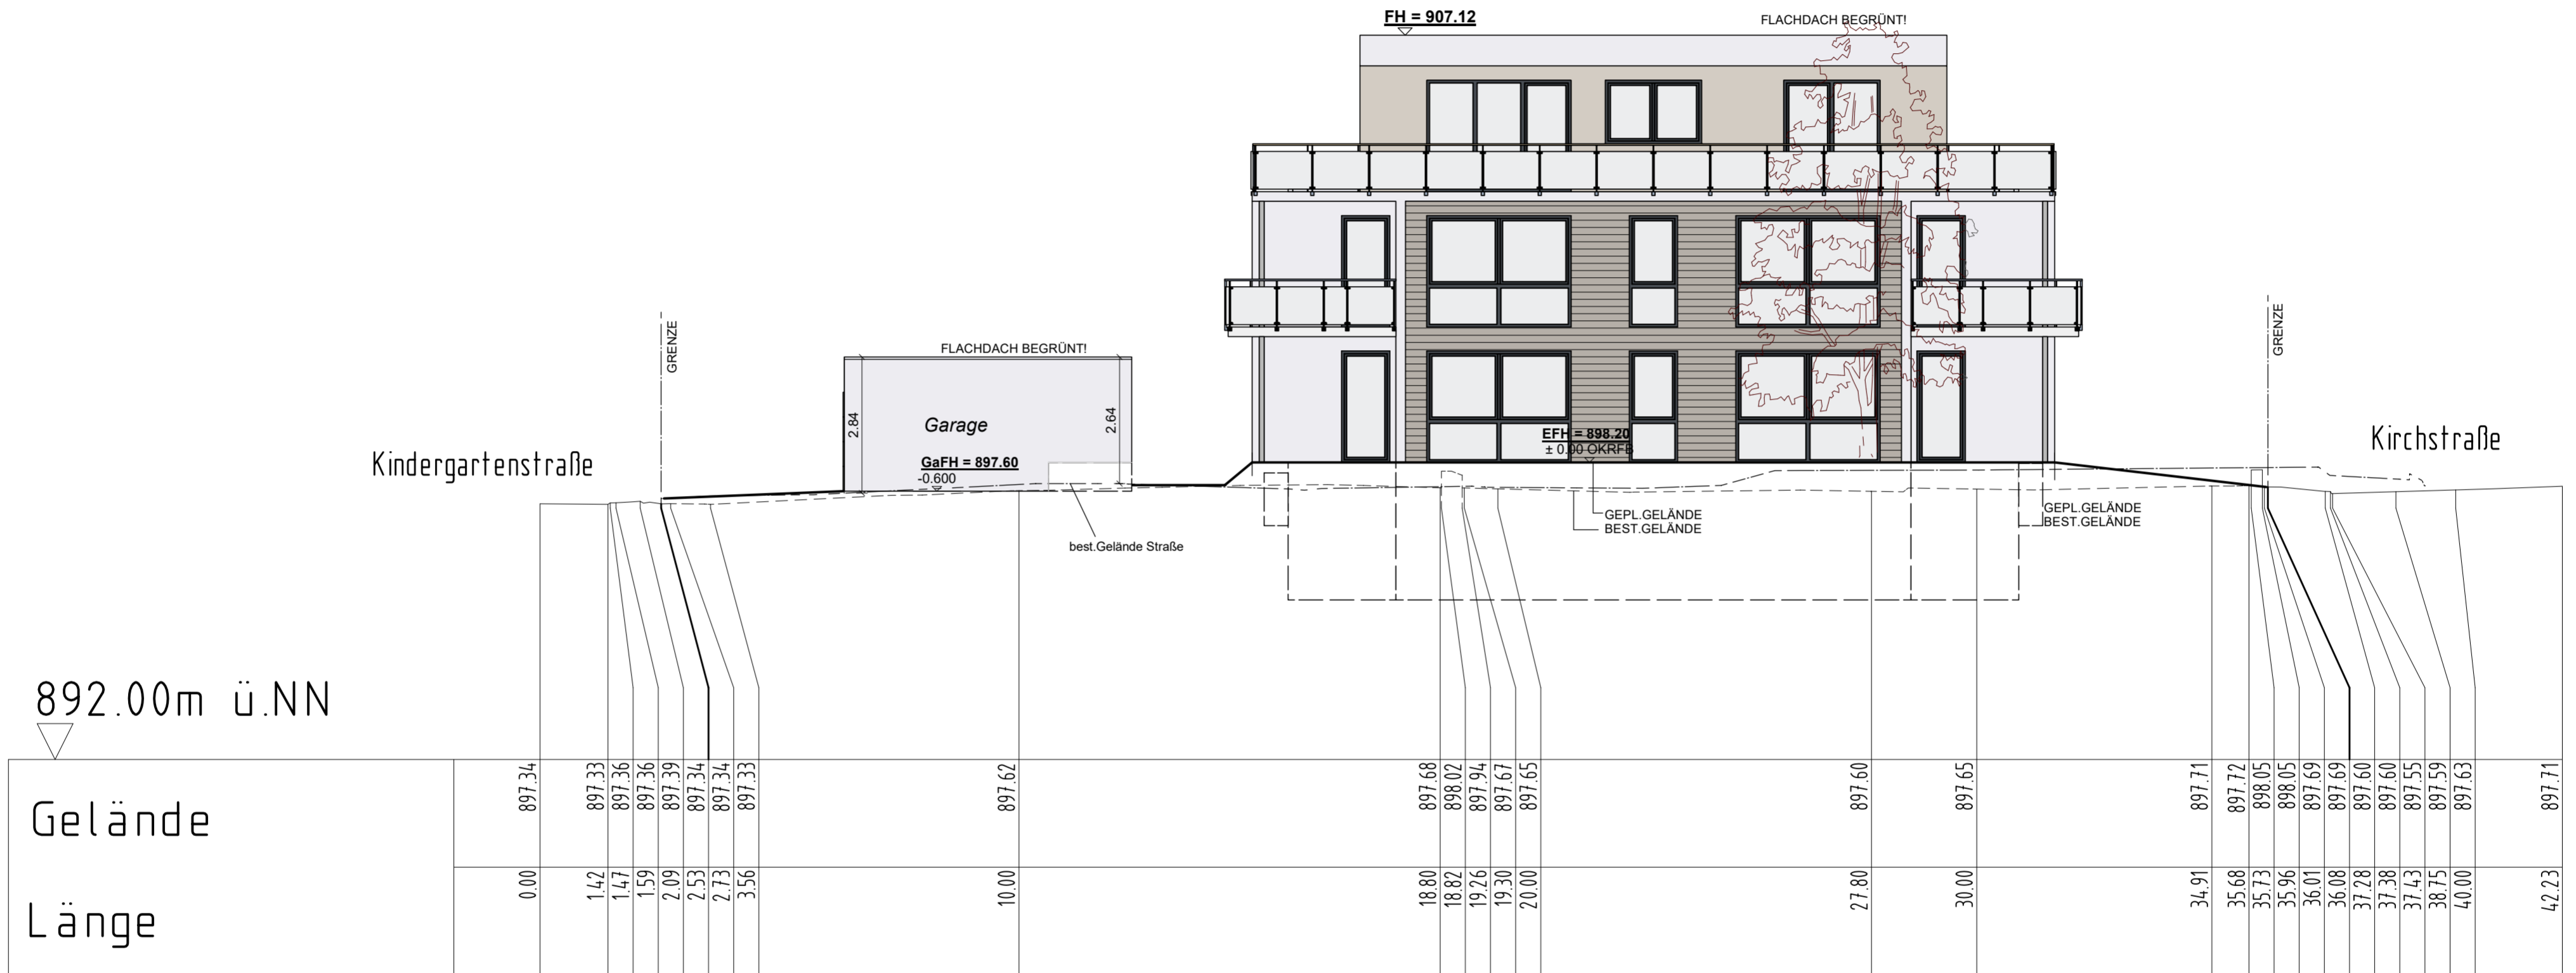 FH = 907.12
FLACHDACH BEGRÜNT!
GRENZE
GRENZE
FLACHDACH BEGRÜNT!
2.84
Garage
2.64
GaFH = 897.60
-0.600
EFH = 898.20
± 0.00 OKRFB
Kindergartenstraße
Kirchstraße
GEPL.GELÄNDE
BEST.GELÄNDE
GEPL.GELÄNDE
BEST.GELÄNDE
best.Gelände Straße
892.00m ü.NN
Gelände
897.34 897.33 897.36 897.36 897.39 897.34 897.34 897.33 897.62 897.68 898.02 897.94 897.67 897.65 897.60 897.65 897.71 897.72 898.05 898.05 897.69 897.69 897.60 897.60 897.55 897.59 897.63 897.71
Länge
0.00 1.42 1.47 1.59 2.09 2.53 2.73 3.56 10.00 18.80 18.82 19.26 19.30 20.00 27.80 30.00 34.91 35.68 35.73 35.96 36.01 36.08 37.28 37.38 37.43 38.75 40.00 42.23